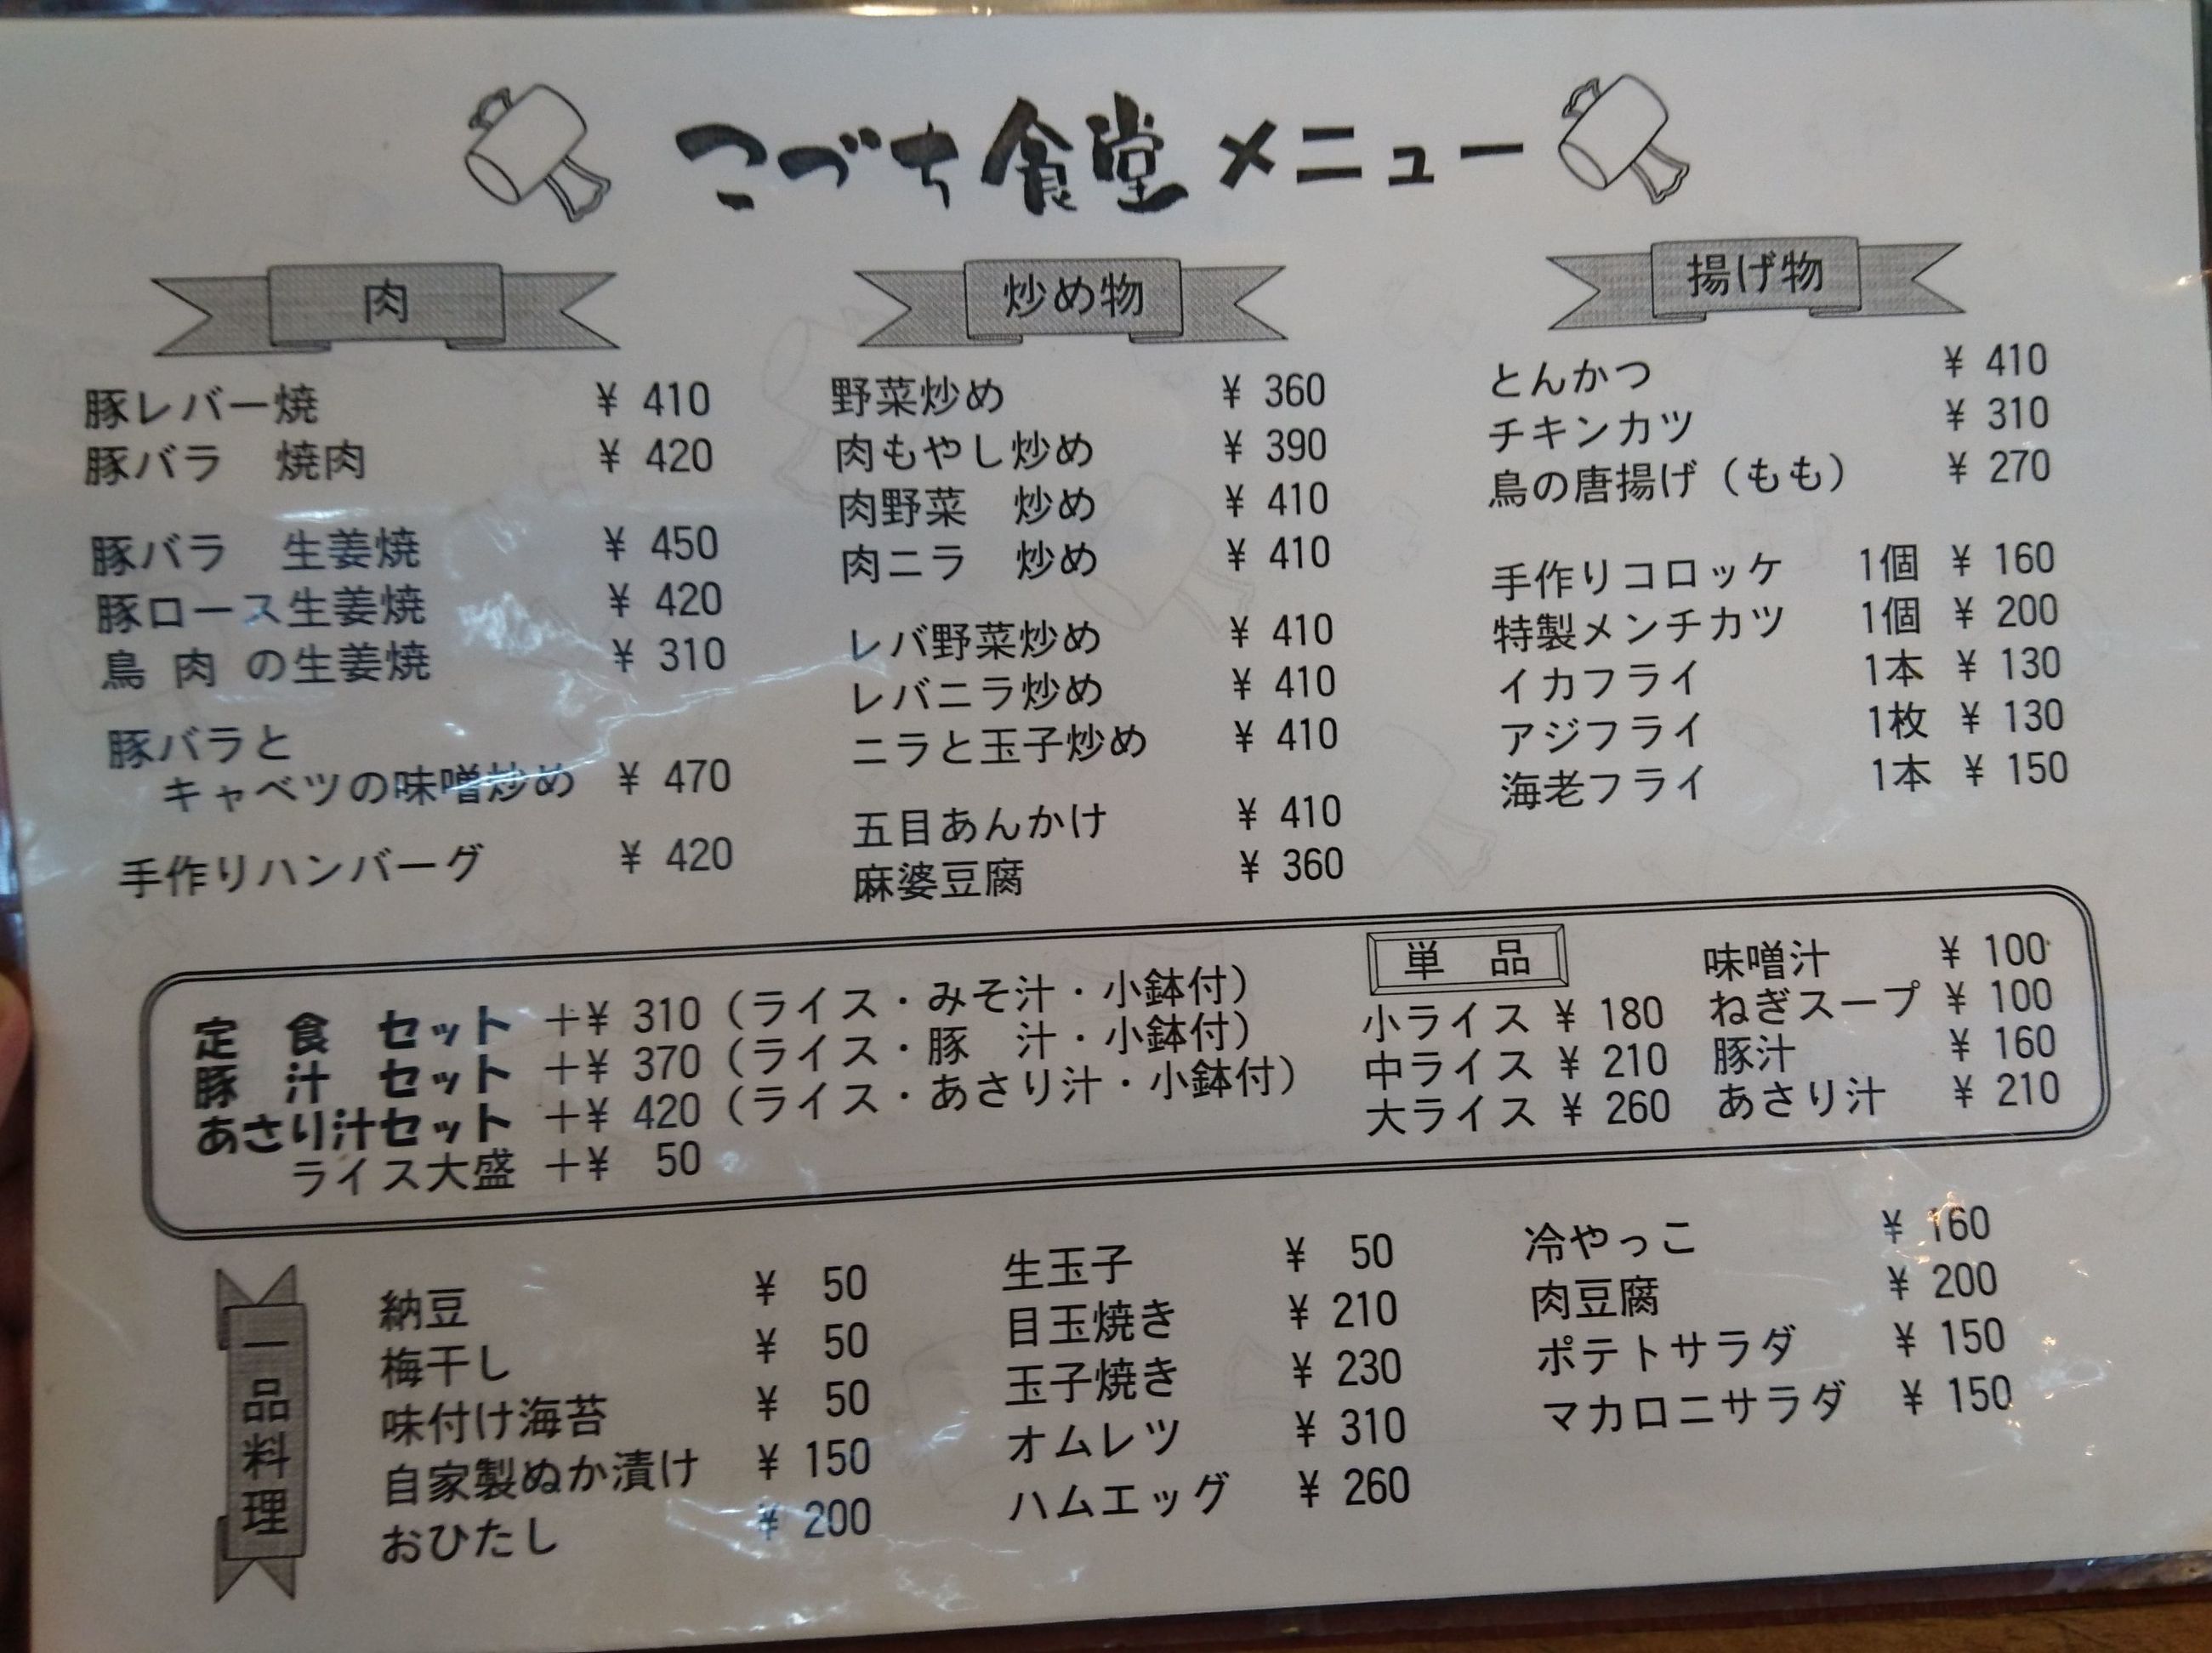 こづち食堂 メニュー
肉
豚レバー焼 ¥ 410
豚バラ 焼肉 ¥ 420
豚バラ 生姜焼 ¥ 450
豚ロース生姜焼 ¥ 420
鳥 肉 の生姜焼 ¥ 310
豚バラと
キャベツの味噌炒め ¥ 470
手作りハンバーグ ¥ 420
炒め物
野菜炒め ¥ 360
肉もやし炒め ¥ 390
肉野菜 炒め ¥ 410
肉ニラ 炒め ¥ 410
レバ野菜炒め ¥ 410
レバニラ炒め ¥ 410
ニラと玉子炒め ¥ 410
五目あんかけ ¥ 410
麻婆豆腐 ¥ 360
揚げ物
とんかつ ¥ 410
チキンカツ ¥ 310
鳥の唐揚げ（もも） ¥ 270
手作りコロッケ 1個 ¥ 160
特製メンチカツ 1個 ¥ 200
イカフライ 1本 ¥ 130
アジフライ 1枚 ¥ 130
海老フライ 1本 ¥ 150
定 食 セット ＋¥ 310（ライス・みそ汁・小鉢付）
豚 汁 セット ＋¥ 370（ライス・豚 汁・小鉢付）
あさり汁セット ＋¥ 420（ライス・あさり汁・小鉢付）
ライス大盛 ＋¥ 50
単 品
小ライス ¥ 180
中ライス ¥ 210
大ライス ¥ 260
味噌汁 ¥ 100
ねぎスープ ¥ 100
豚汁 ¥ 160
あさり汁 ¥ 210
一品料理
納豆 ¥ 50
梅干し ¥ 50
味付け海苔 ¥ 50
自家製ぬか漬け ¥ 150
おひたし ¥ 200
生玉子 ¥ 50
目玉焼き ¥ 210
玉子焼き ¥ 230
オムレツ ¥ 310
ハムエッグ ¥ 260
冷やっこ ¥ 160
肉豆腐 ¥ 200
ポテトサラダ ¥ 150
マカロニサラダ ¥ 150